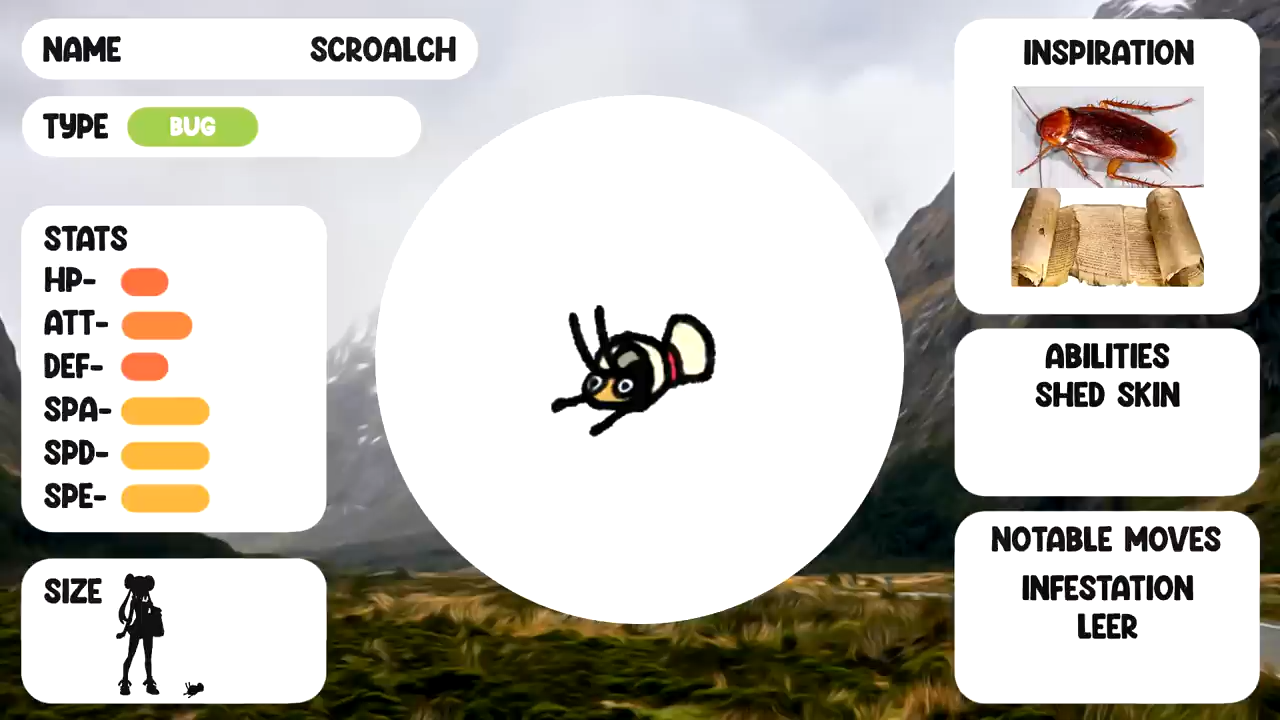 NAME SCROALCH
TYPE BUG
STATS
HP-
ATT-
DEF-
SPA-
SPD-
SPE-
SIZE
INSPIRATION
ABILITIES
SHED SKIN
NOTABLE MOVES
INFESTATION
LEER